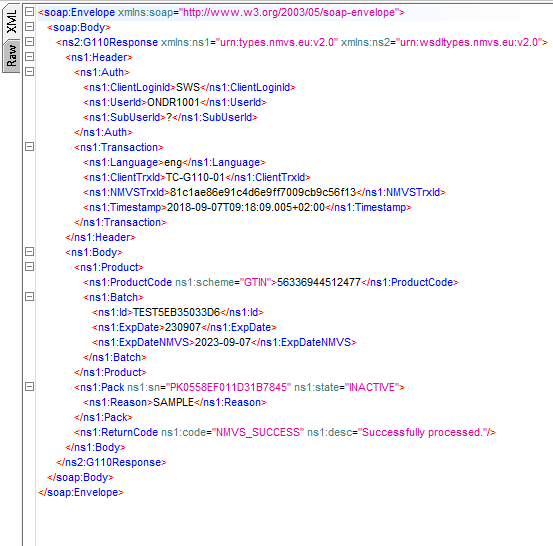 XML
Raw
<soap:Envelope xmlns:soap="http://www.w3.org/2003/05/soap-envelope">
<soap:Body>
<ns2:G110Response xmlns:ns1="urn:types.nmvs.eu:v2.0" xmlns:ns2="urn:wsdltypes.nmvs.eu:v2.0">
<ns1:Header>
<ns1:Auth>
<ns1:ClientLoginId>SWS</ns1:ClientLoginId>
<ns1:UserId>ONDR1001</ns1:UserId>
<ns1:SubUserId>?</ns1:SubUserId>
</ns1:Auth>
<ns1:Transaction>
<ns1:Language>eng</ns1:Language>
<ns1:ClientTrxId>TC-G110-01</ns1:ClientTrxId>
<ns1:NMVSTrxId>81c1ae86e91c4d6e9ff7009cb9c56f13</ns1:NMVSTrxId>
<ns1:Timestamp>2018-09-07T09:18:09.005+02:00</ns1:Timestamp>
</ns1:Transaction>
</ns1:Header>
<ns1:Body>
<ns1:Product>
<ns1:ProductCode ns1:scheme="GTIN">56336944512477</ns1:ProductCode>
<ns1:Batch>
<ns1:Id>TEST5EB35033D6</ns1:Id>
<ns1:ExpDate>230907</ns1:ExpDate>
<ns1:ExpDateNMVS>2023-09-07</ns1:ExpDateNMVS>
</ns1:Batch>
</ns1:Product>
<ns1:Pack ns1:sn="PK0558EF011D31B7845" ns1:state="INACTIVE">
<ns1:Reason>SAMPLE</ns1:Reason>
</ns1:Pack>
<ns1:ReturnCode ns1:code="NMVS_SUCCESS" ns1:desc="Successfully processed."/>
</ns1:Body>
</ns2:G110Response>
</soap:Body>
</soap:Envelope>